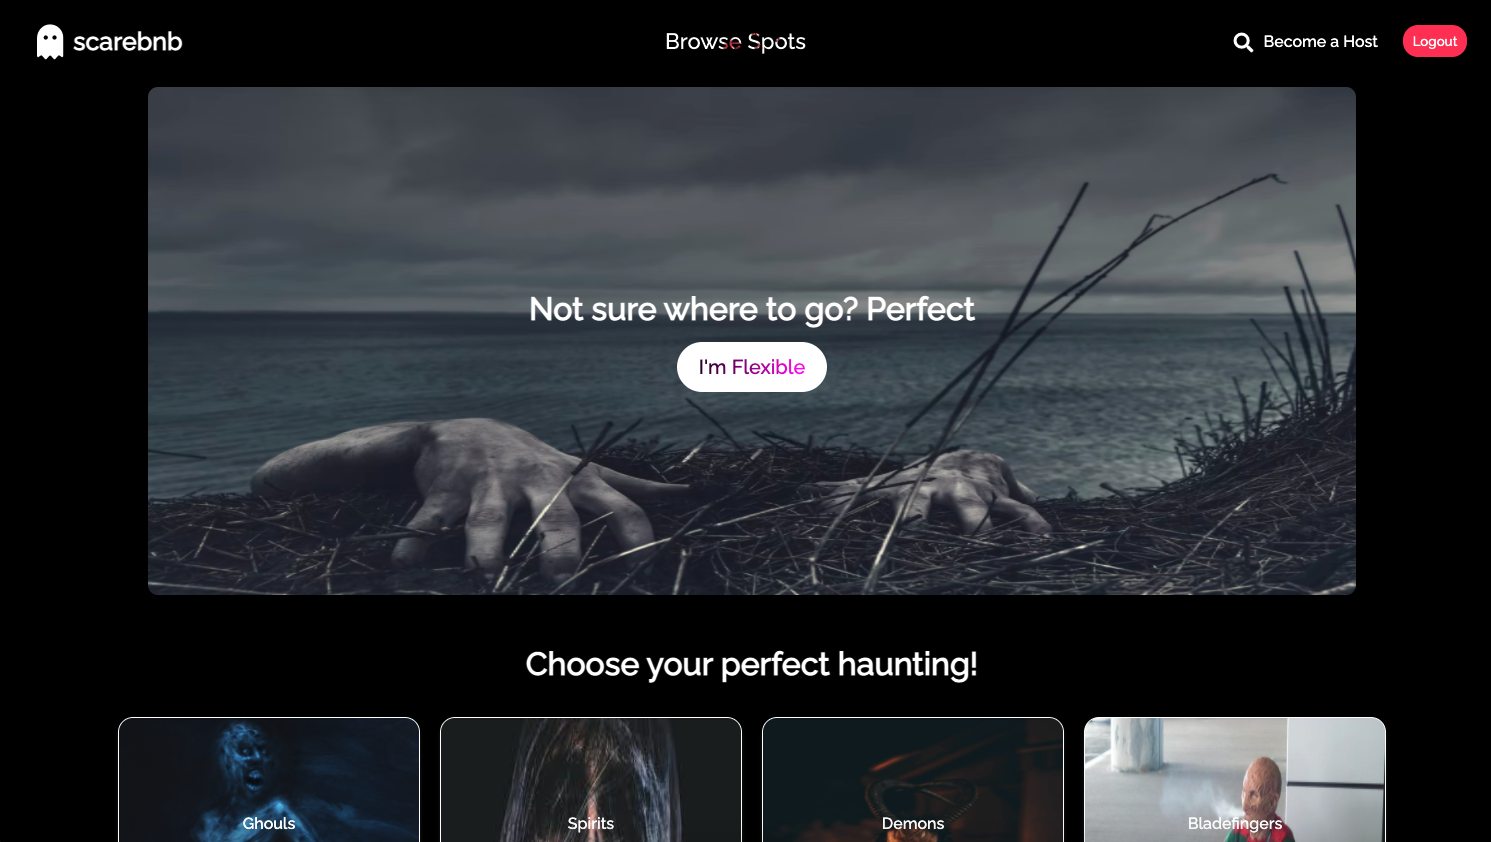 scarebnb
Browse Spots
Become a Host
Logout
Not sure where to go? Perfect
I'm Flexible
Choose your perfect haunting!
Ghouls
Spirits
Demons
Bladefingers